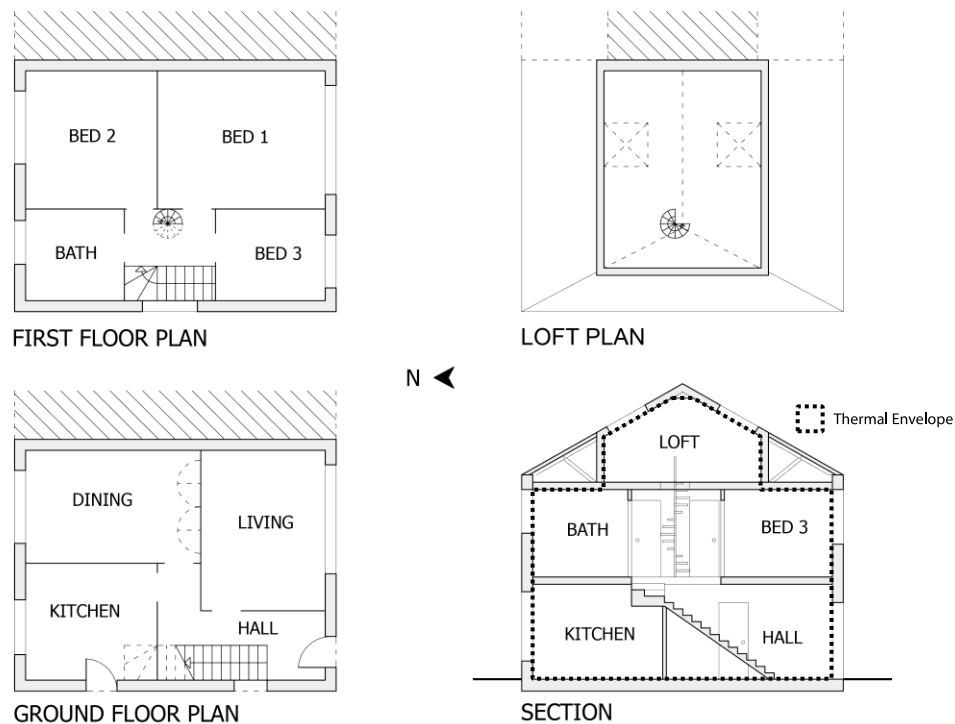 BED 2
BED 1
BATH
BED 3
FIRST FLOOR PLAN
LOFT PLAN
N
DINING
LIVING
KITCHEN
HALL
GROUND FLOOR PLAN
Thermal Envelope
LOFT
BATH
BED 3
KITCHEN
HALL
SECTION